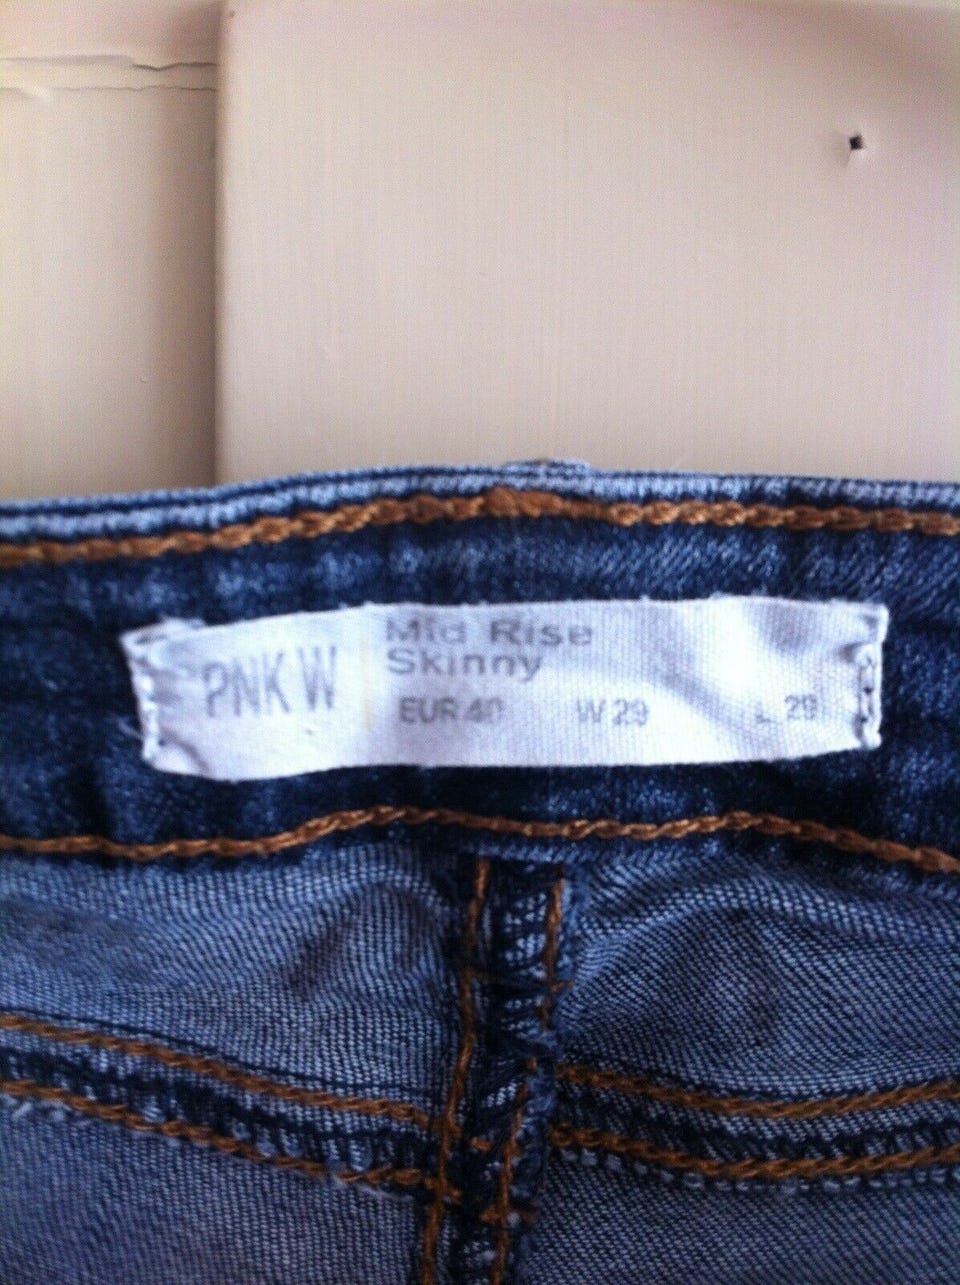 PNK W
Mid Rise
Skinny
EUR 40 W 29 L 29